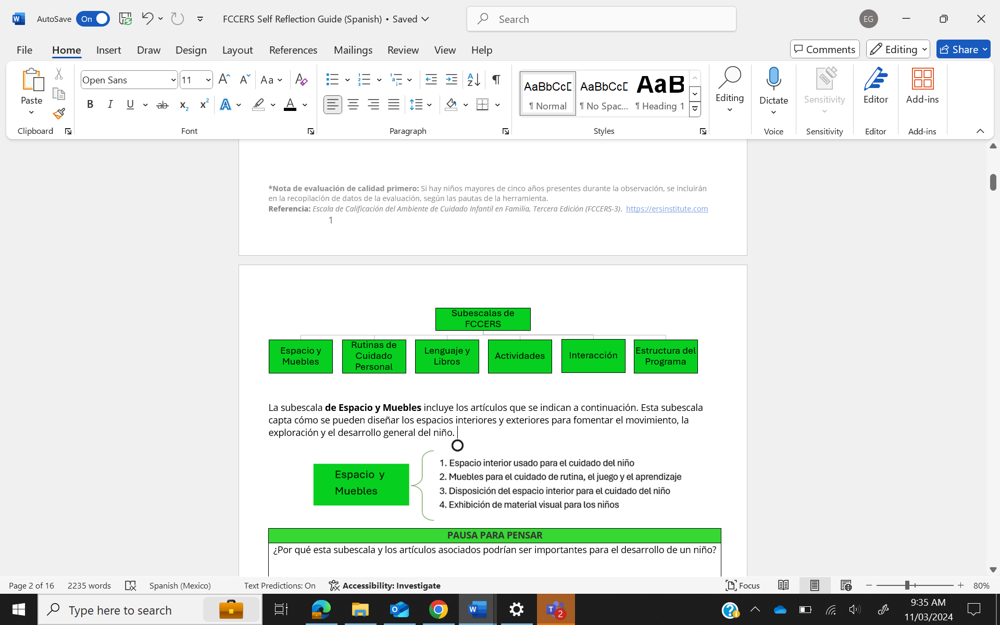 AutoSave On FCCERS Self Reflection Guide (Spanish) • Saved Search EG
File Home Insert Draw Design Layout References Mailings Review View Help Comments Editing Share
Paste
Open Sans 11 Aa
B I U ab x₂ x² A A
AaBbCcD AaBbCcD AaB
¶ Normal ¶ No Spac... ¶ Heading 1
Editing Dictate Sensitivity Editor Add-ins
Clipboard Font Paragraph Styles Voice Sensitivity Editor Add-ins
*Nota de evaluación de calidad primero: Si hay niños mayores de cinco años presentes durante la observación, se incluirán
en la recopilación de datos de la evaluación, según las pautas de la herramienta.
Referencia: Escala de Calificación del Ambiente de Cuidado Infantil en Familia, Tercera Edición (FCCERS-3). https://ersinstitute.com
1
Subescalas de
FCCERS
Espacio y
Muebles
Rutinas de
Cuidado
Personal
Lenguaje y
Libros
Actividades
Interacción
Estructura del
Programa
La subescala de Espacio y Muebles incluye los artículos que se indican a continuación. Esta subescala
capta cómo se pueden diseñar los espacios interiores y exteriores para fomentar el movimiento, la
exploración y el desarrollo general del niño.
Espacio y
Muebles
1. Espacio interior usado para el cuidado del niño
2. Muebles para el cuidado de rutina, el juego y el aprendizaje
3. Disposición del espacio interior para el cuidado del niño
4. Exhibición de material visual para los niños
PAUSA PARA PENSAR
¿Por qué esta subescala y los artículos asociados podrían ser importantes para el desarrollo de un niño?
Page 2 of 16 2235 words Spanish (Mexico) Text Predictions: On Accessibility: Investigate Focus 80%
Type here to search 2 9:35 AM
11/03/2024